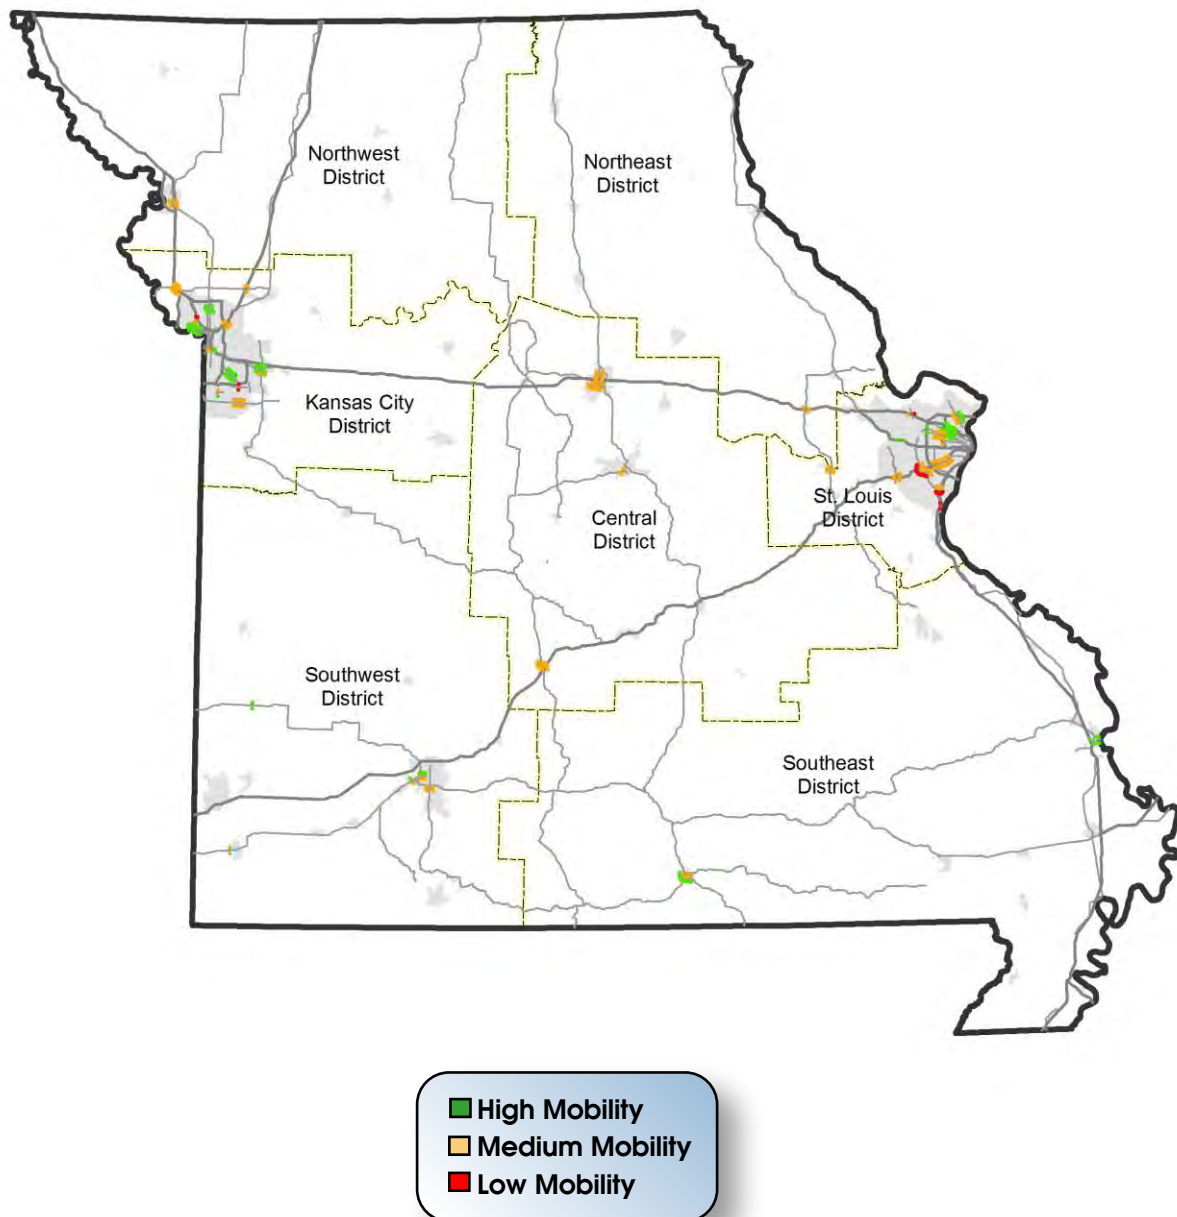 Northwest
District
Northeast
District
Kansas City
District
Central
District
St. Louis
District
Southwest
District
Southeast
District
High Mobility
Medium Mobility
Low Mobility